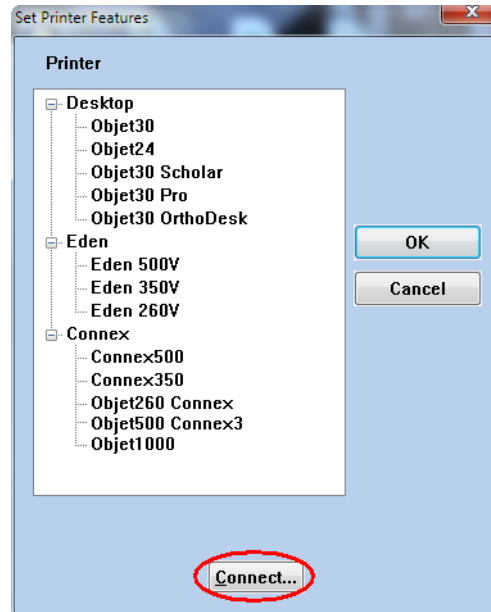 Set Printer Features
Printer
Desktop
Objet30
Objet24
Objet30 Scholar
Objet30 Pro
Objet30 OrthoDesk
Eden
Eden 500V
Eden 350V
Eden 260V
Connex
Connex500
Connex350
Objet260 Connex
Objet500 Connex3
Objet1000
OK
Cancel
Connect...